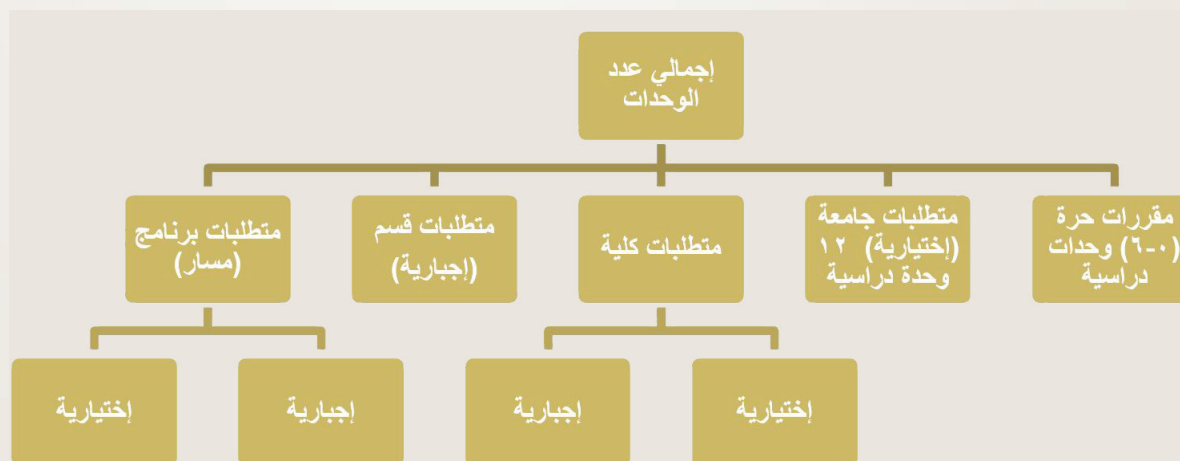 إجمالي عدد
الوحدات
مقررات حرة
(٠-٦) وحدات
دراسية
متطلبات جامعة
(إختيارية) ١٢
وحدة دراسية
متطلبات كلية
متطلبات قسم
(إجبارية)
متطلبات برنامج
(مسار)
إختيارية
إجبارية
إجبارية
إختيارية